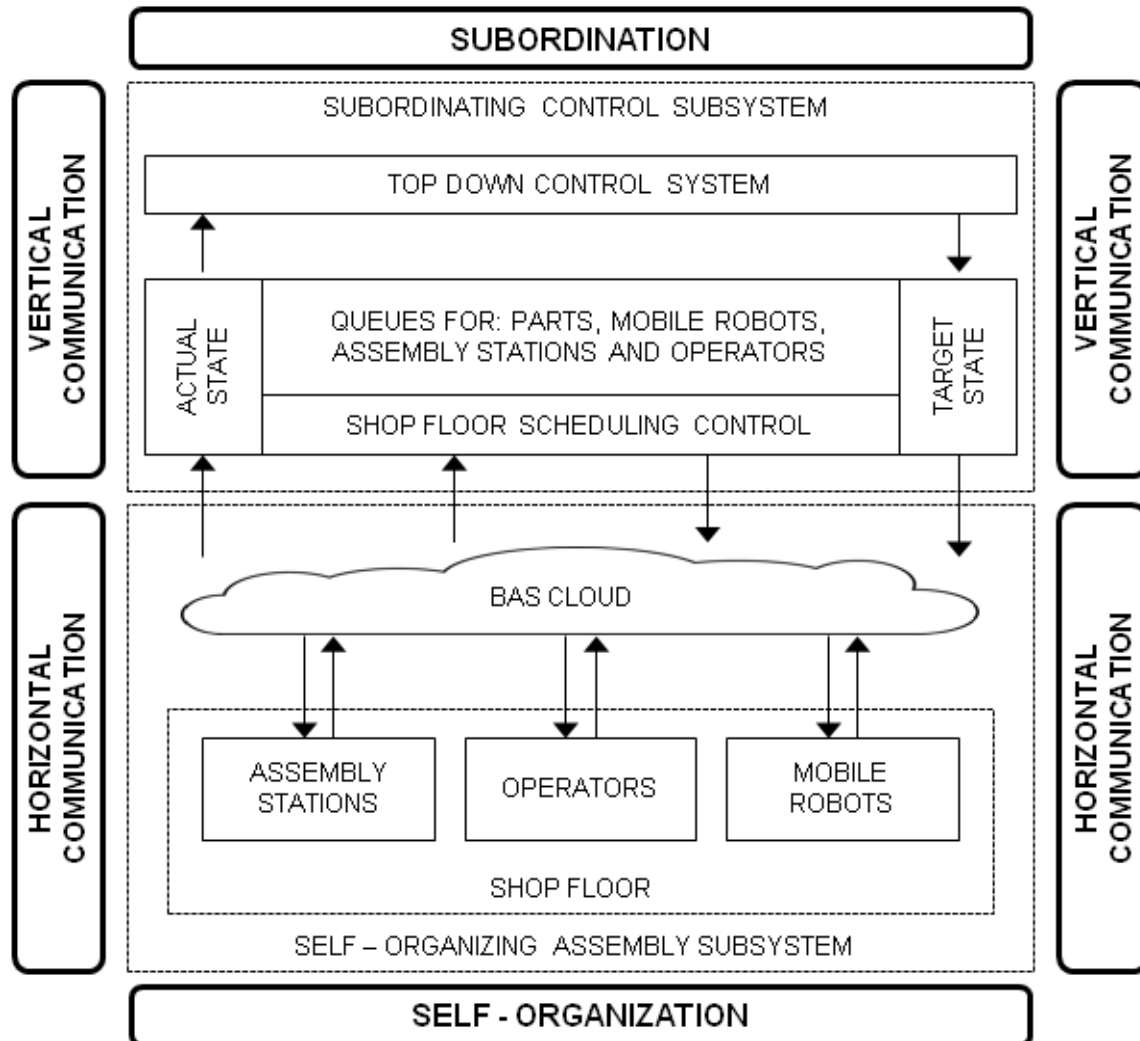 SUBORDINATION
VERTICAL
COMMUNICATION
SUBORDINATING CONTROL SUBSYSTEM
TOP DOWN CONTROL SYSTEM
ACTUAL
STATE
QUEUES FOR: PARTS, MOBILE ROBOTS,
ASSEMBLY STATIONS AND OPERATORS
SHOP FLOOR SCHEDULING CONTROL
TARGET
STATE
VERTICAL
COMMUNICATION
HORIZONTAL
COMMUNICATION
BAS CLOUD
ASSEMBLY
STATIONS
OPERATORS
MOBILE
ROBOTS
SHOP FLOOR
SELF – ORGANIZING ASSEMBLY SUBSYSTEM
HORIZONTAL
COMMUNICATION
SELF - ORGANIZATION